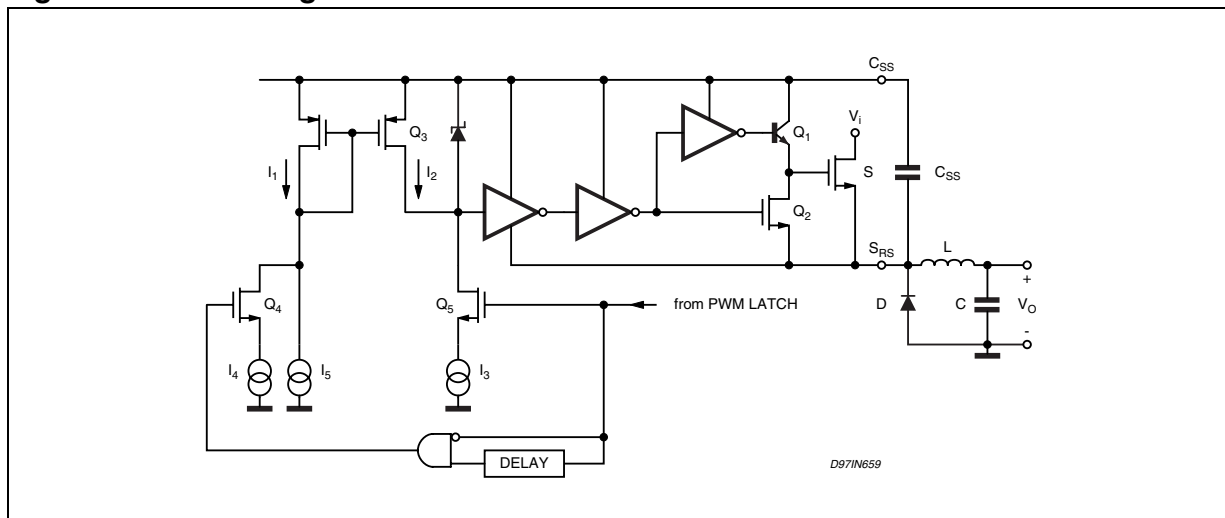 C_SS
V_i
Q_1
Q_3
I_1
I_2
S
C_SS
Q_2
S_RS
L
+
Q_4
Q_5
from PWM LATCH
D
C
V_O
-
I_4
I_5
I_3
DELAY
D97IN659